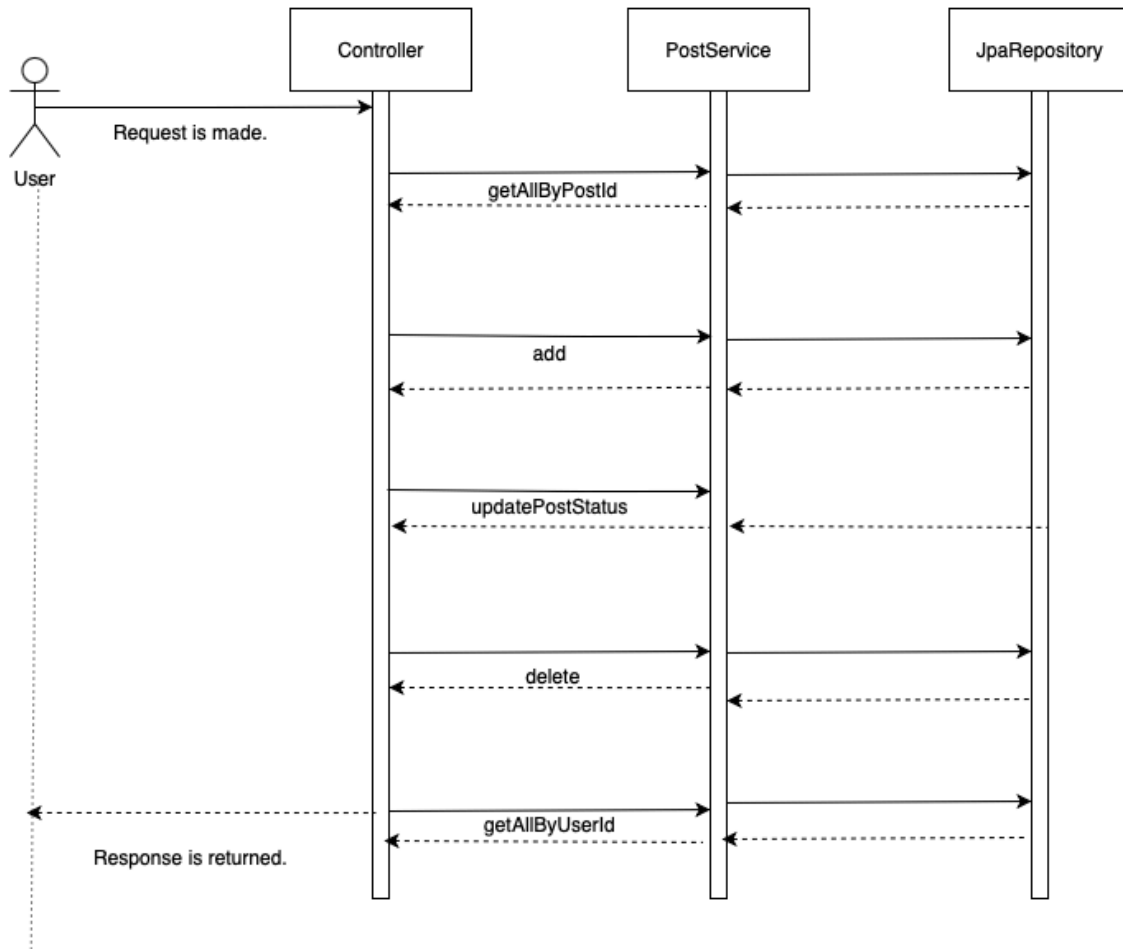 Controller
PostService
JpaRepository
Request is made.
User
getAllByPostId
add
updatePostStatus
delete
getAllByUserId
Response is returned.